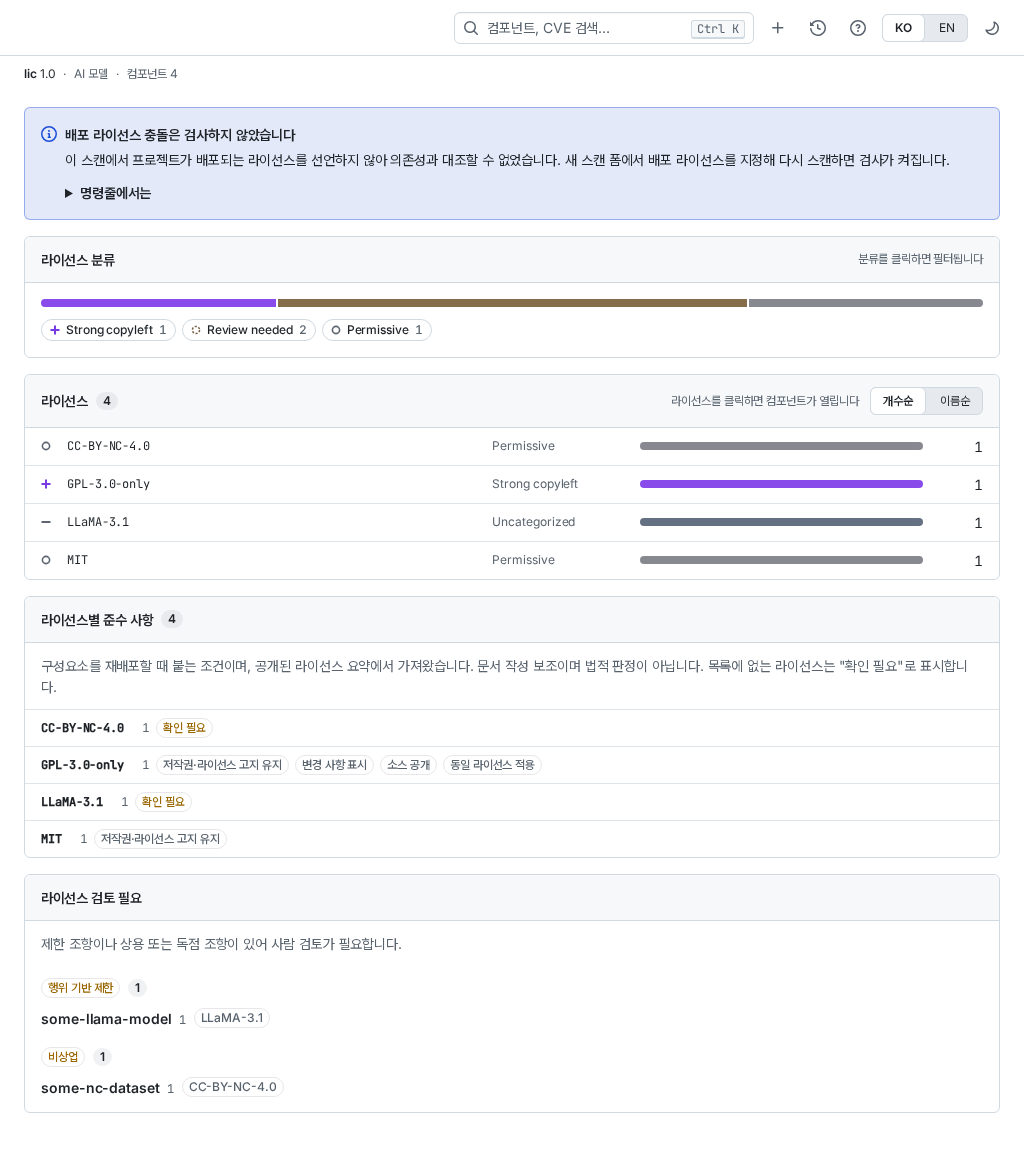 컴포넌트, CVE 검색... Ctrl K KO EN
lic 1.0 · AI 모델 · 컴포넌트 4
배포 라이선스 충돌은 검사하지 않았습니다
이 스캔에서 프로젝트가 배포되는 라이선스를 선언하지 않아 의존성과 대조할 수 없었습니다. 새 스캔 폼에서 배포 라이선스를 지정해 다시 스캔하면 검사가 켜집니다.
명령줄에서는
라이선스 분류 분류를 클릭하면 필터됩니다
Strong copyleft 1 Review needed 2 Permissive 1
라이선스 4 라이선스를 클릭하면 컴포넌트가 열립니다 개수순 이름순
CC-BY-NC-4.0 Permissive 1
GPL-3.0-only Strong copyleft 1
LLaMA-3.1 Uncategorized 1
MIT Permissive 1
라이선스별 준수 사항 4
구성요소를 재배포할 때 붙는 조건이며, 공개된 라이선스 요약에서 가져왔습니다. 문서 작성 보조이며 법적 판정이 아닙니다. 목록에 없는 라이선스는 "확인 필요"로 표시합니
다.
CC-BY-NC-4.0 1 확인 필요
GPL-3.0-only 1 저작권·라이선스 고지 유지 변경 사항 표시 소스 공개 동일 라이선스 적용
LLaMA-3.1 1 확인 필요
MIT 1 저작권·라이선스 고지 유지
라이선스 검토 필요
제한 조항이나 상용 또는 독점 조항이 있어 사람 검토가 필요합니다.
행위 기반 제한 1
some-llama-model 1 LLaMA-3.1
비상업 1
some-nc-dataset 1 CC-BY-NC-4.0